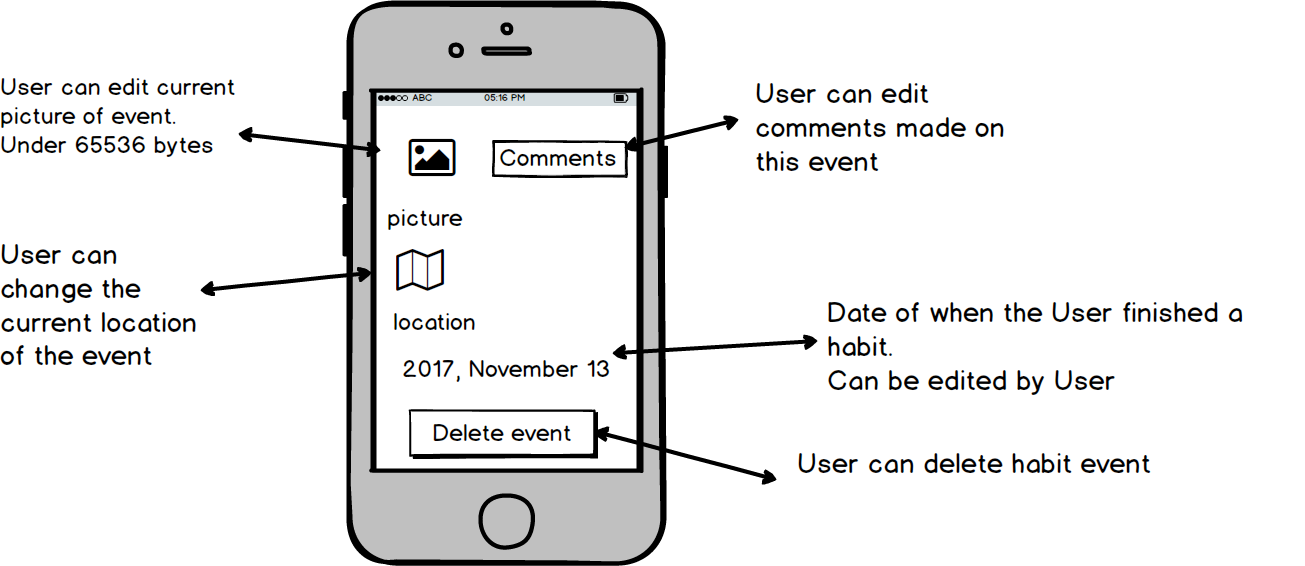 User can edit current
picture of event.
Under 65536 bytes
User can
change the
current location
of the event
ABC 05:16 PM
Comments
picture
location
2017, November 13
Delete event
User can edit
comments made on
this event
Date of when the User finished a
habit.
Can be edited by User
User can delete habit event